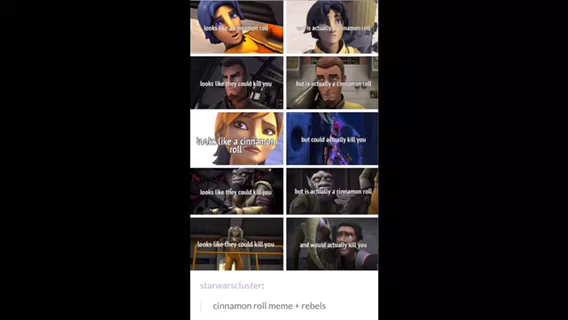 looks like a cinnamon roll
and is actually a cinnamon roll
looks like they could kill you
but is actually a cinnamon roll
looks like a cinnamon
roll
but could actually kill you
looks like they could kill you
but is actually a cinnamon roll
looks like they could kill you
and would actually kill you
starwarscluster:
cinnamon roll meme + rebels